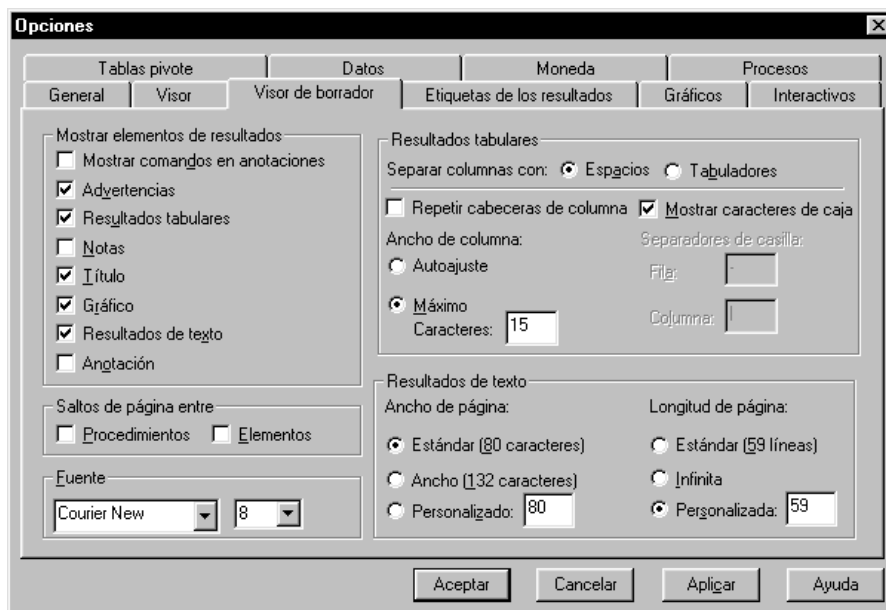 Opciones
Tablas pivote Datos Moneda Procesos
General Visor Visor de borrador Etiquetas de los resultados Gráficos Interactivos
Mostrar elementos de resultados
Mostrar comandos en anotaciones
Advertencias
Resultados tabulares
Notas
Título
Gráfico
Resultados de texto
Anotación
Saltos de página entre
Procedimientos Elementos
Fuente
Courier New 8
Resultados tabulares
Separar columnas con: Espacios Tabuladores
Repetir cabeceras de columna Mostrar caracteres de caja
Ancho de columna: Separadores de casilla:
Autoajuste Fila: -
Máximo
Caracteres: 15 Columna: |
Resultados de texto
Ancho de página: Longitud de página:
Estándar (80 caracteres) Estándar (59 líneas)
Ancho (132 caracteres) Infinita
Personalizado: 80 Personalizada: 59
Aceptar Cancelar Aplicar Ayuda